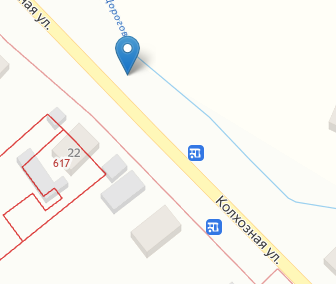 ная ул.
Дорогов
22
617
Колхозная ул.